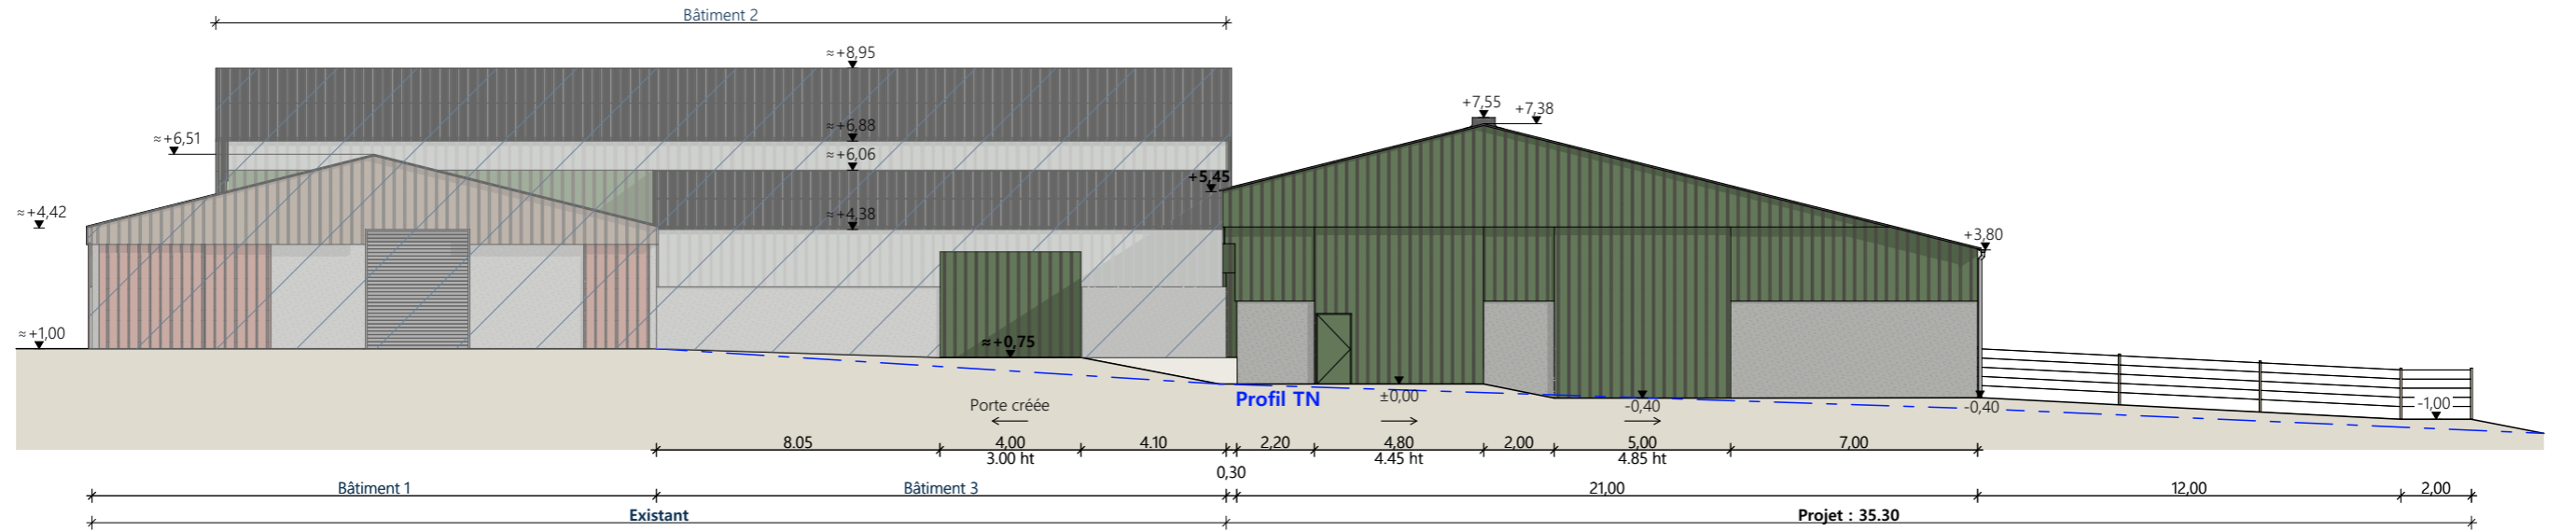 Bâtiment 2
≈+8,95
+7,55
+7,38
≈+6,88
≈+6,51
≈+6,06
+5,45
≈+4,42
≈+4,38
+3,80
≈+1,00
≈+0,75
Profil TN
±0,00
-0,40
-0,40
-1,00
Porte créée
8.05
4,00
4.10
2,20
4,80
2,00
5,00
7,00
3.00 ht
4.45 ht
4.85 ht
0,30
Bâtiment 1
Bâtiment 3
21,00
12,00
2,00
Existant
Projet : 35.30